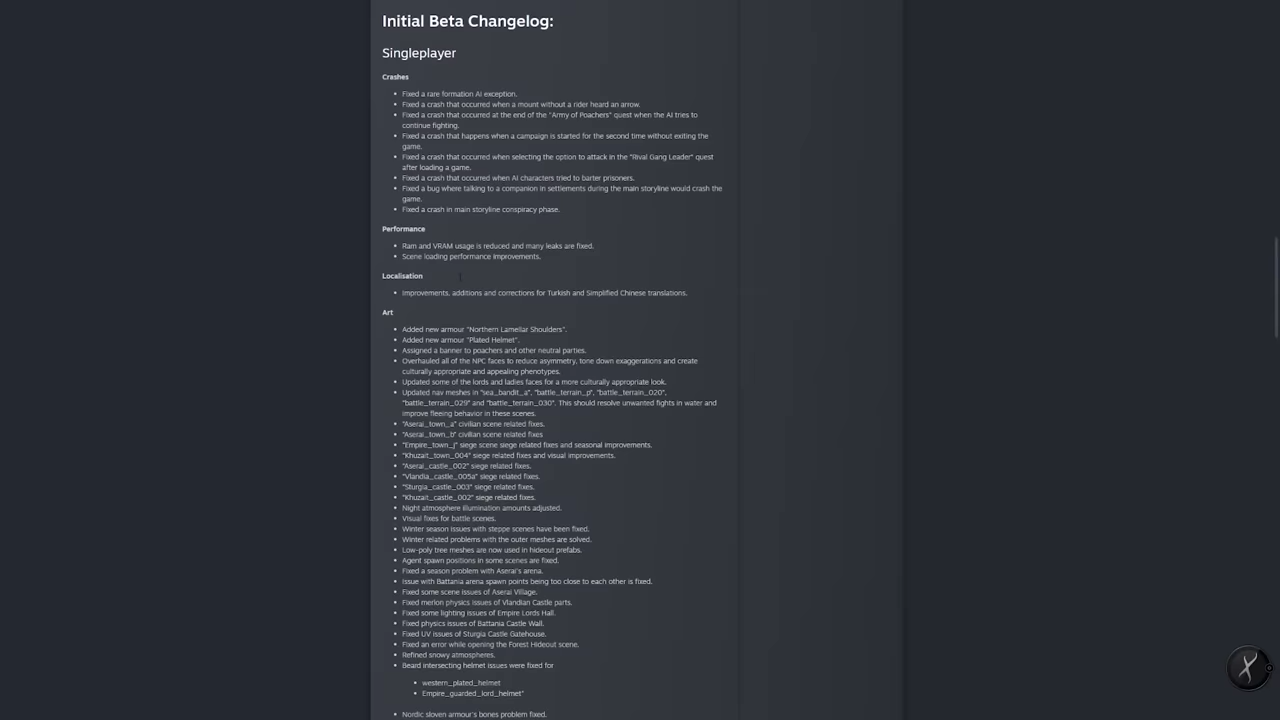 Initial Beta Changelog:
Singleplayer
Crashes
Fixed a rare formation AI exception.
Fixed a crash that occurred when a mount without a rider heard an arrow.
Fixed a crash that occurred at the end of the "Army of Poachers" quest when the AI tries to
continue fighting.
Fixed a crash that happens when a campaign is started for the second time without exiting the
game.
Fixed a crash that occurred when selecting the option to attack in the "Rival Gang Leader" quest
after loading a game.
Fixed a crash that occurred when AI characters tried to barter prisoners.
Fixed a bug where talking to a companion in settlements during the main storyline would crash the
game.
Fixed a crash in main storyline conspiracy phase.
Performance
Ram and VRAM usage is reduced and many leaks are fixed.
Scene loading performance improvements.
Localisation
Improvements, additions and corrections for Turkish and Simplified Chinese translations.
Art
Added new armour "Northern Lamellar Shoulders".
Added new armour "Plated Helmet".
Assigned a banner to poachers and other neutral parties.
Overhauled all of the NPC faces to reduce asymmetry, tone down exaggerations and create
culturally appropriate and appealing phenotypes.
Updated some of the lords and ladies faces for a more culturally appropriate look.
Updated nav meshes in "sea_bandit_a", "battle_terrain_p", "battle_terrain_020",
"battle_terrain_029" and "battle_terrain_030". This should resolve unwanted fights in water and
improve fleeing behavior in these scenes.
"Aserai_town_a" civilian scene related fixes.
"Aserai_town_b" civilian scene related fixes
"Empire_town_j" siege scene siege related fixes and seasonal improvements.
"Khuzait_town_004" siege related fixes and visual improvements.
"Aserai_castle_002" siege related fixes.
"Vlandia_castle_005a" siege related fixes.
"Sturgia_castle_003" siege related fixes.
"Khuzait_castle_002" siege related fixes.
Night atmosphere illumination amounts adjusted.
Visual fixes for battle scenes.
Winter season issues with steppe scenes have been fixed.
Winter related problems with the outer meshes are solved.
Low-poly tree meshes are now used in hideout prefabs.
Agent spawn positions in some scenes are fixed.
Fixed a season problem with Aserai's arena.
Issue with Battania arena spawn points being too close to each other is fixed.
Fixed some scene issues of Aserai Village.
Fixed merlon physics issues of Vlandian Castle parts.
Fixed some lighting issues of Empire Lords Hall.
Fixed physics issues of Battania Castle Wall.
Fixed UV issues of Sturgia Castle Gatehouse.
Fixed an error while opening the Forest Hideout scene.
Refined snowy atmospheres.
Beard intersecting helmet issues were fixed for
western_plated_helmet
Empire_guarded_lord_helmet"
Nordic sloven armour's bones problem fixed.